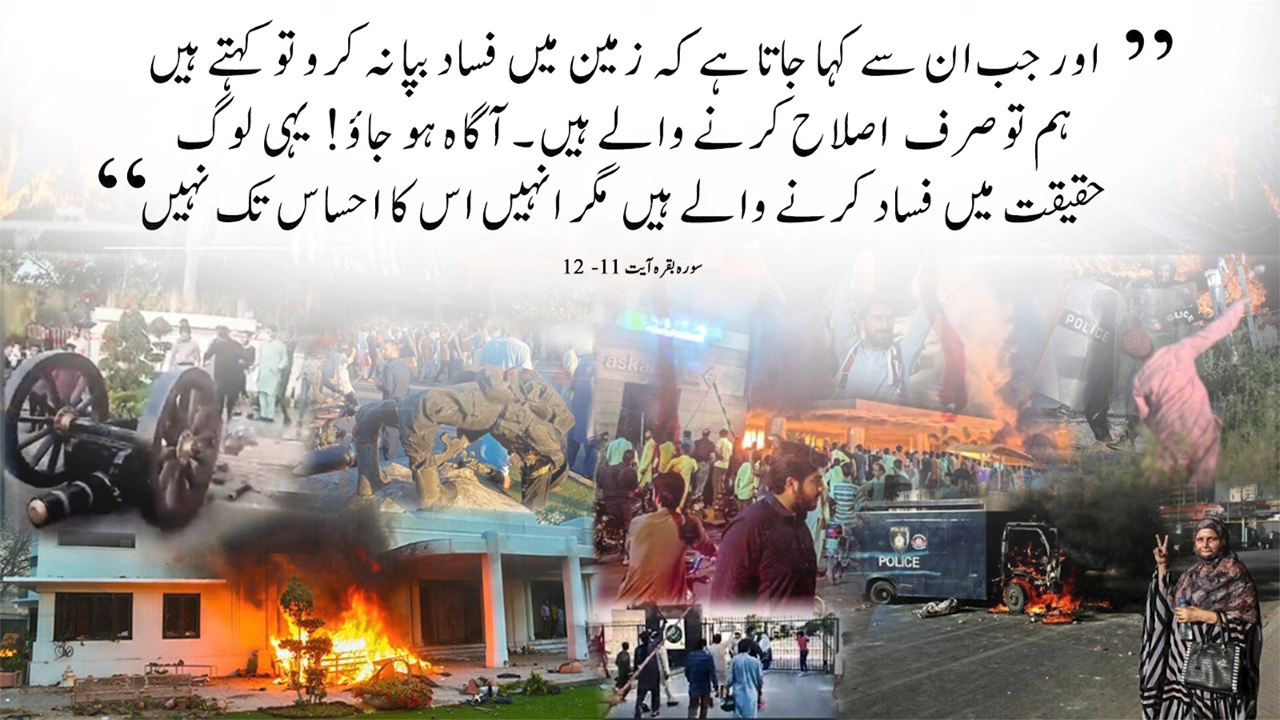 ” اور جب ان سے کہا جاتا ہے کہ زمین میں فساد بپا نہ کرو تو کہتے ہیں
ہم تو صرف اصلاح کرنے والے ہیں۔ آگاہ ہو جاؤ! یہی لوگ
حقیقت میں فساد کرنے والے ہیں مگر انہیں اس کا احساس تک نہیں “
سورہ بقرہ آیت 11- 12
POLICE
POLICE
aska
POLICE